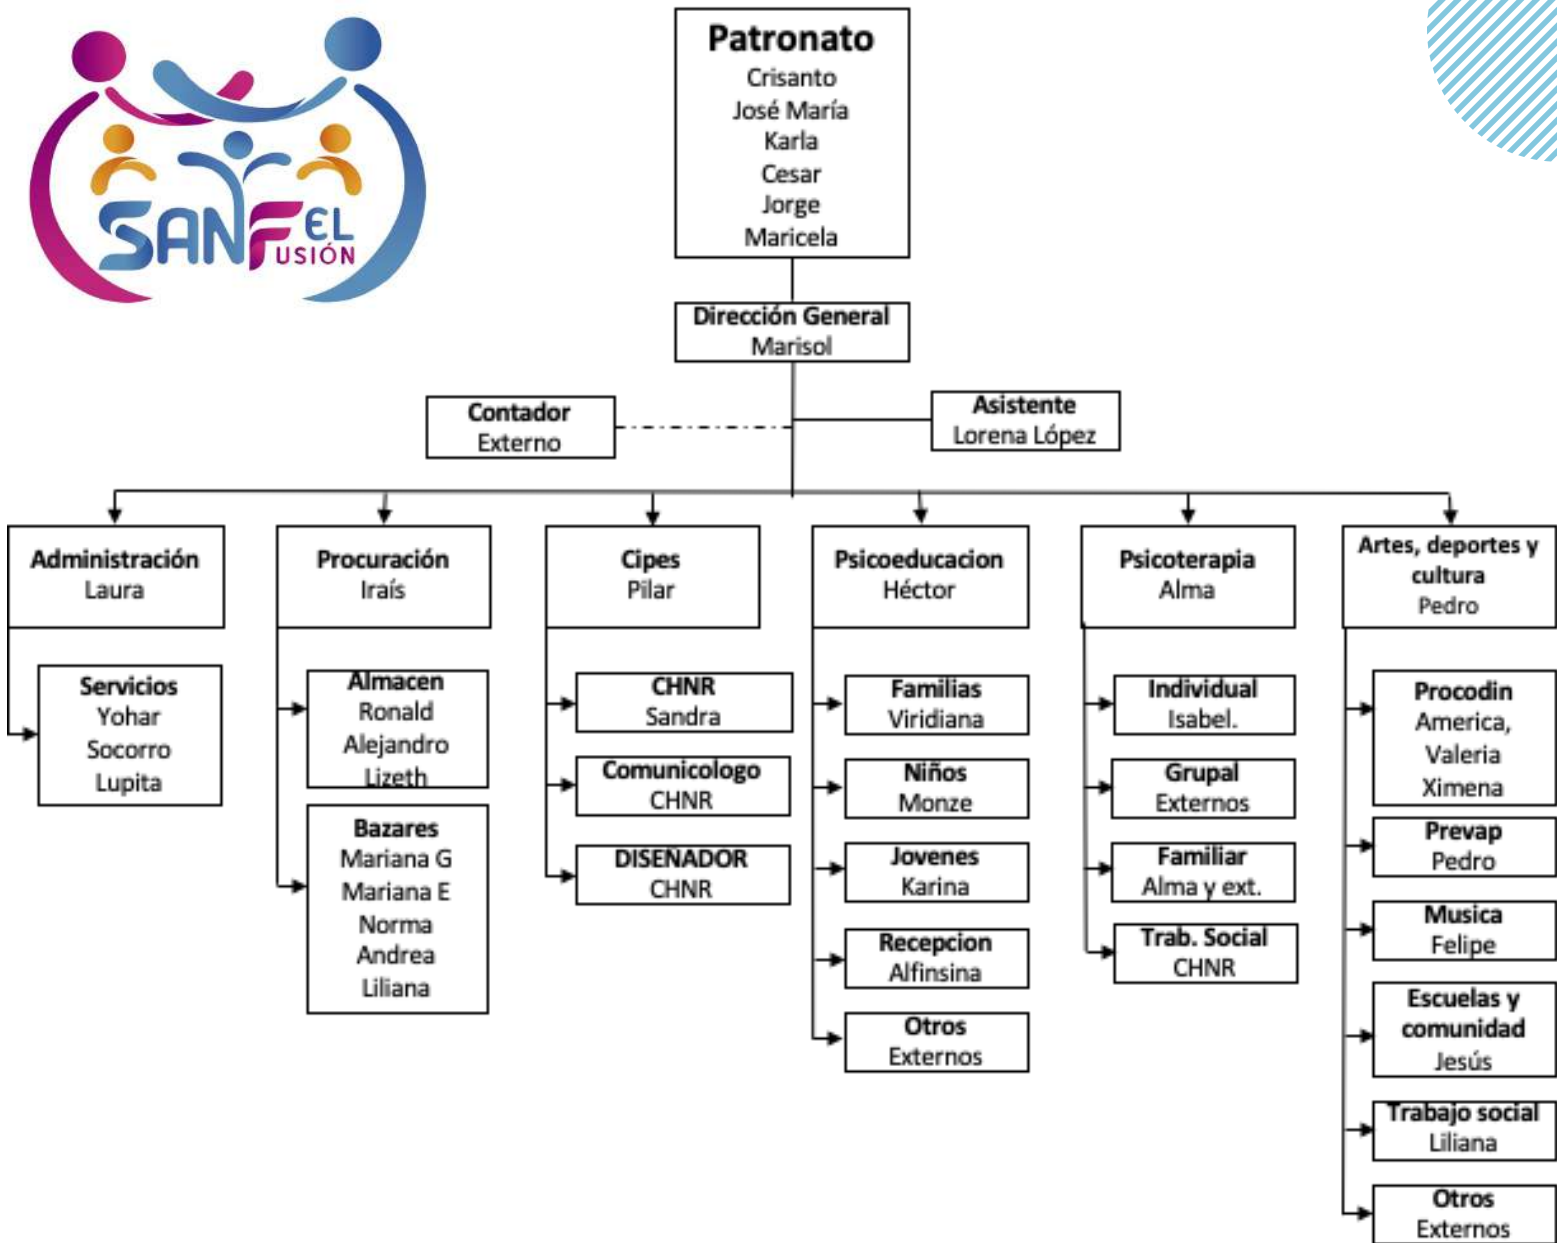 SANFEL
FUSIÓN
Patronato
Crisanto
José María
Karla
Cesar
Jorge
Maricela
Dirección General
Marisol
Contador
Externo
Asistente
Lorena López
Administración
Laura
Servicios
Yohar
Socorro
Lupita
Procuración
Iraís
Almacen
Ronald
Alejandro
Lizeth
Bazares
Mariana G
Mariana E
Norma
Andrea
Liliana
Cipes
Pilar
CHNR
Sandra
Comunicologo
CHNR
DISEÑADOR
CHNR
Psicoeducacion
Héctor
Familias
Viridiana
Niños
Monze
Jovenes
Karina
Recepcion
Alfinsina
Otros
Externos
Psicoterapia
Alma
Individual
Isabel.
Grupal
Externos
Familiar
Alma y ext.
Trab. Social
CHNR
Artes, deportes y
cultura
Pedro
Procodin
America,
Valeria
Ximena
Prevap
Pedro
Musica
Felipe
Escuelas y
comunidad
Jesús
Trabajo social
Liliana
Otros
Externos